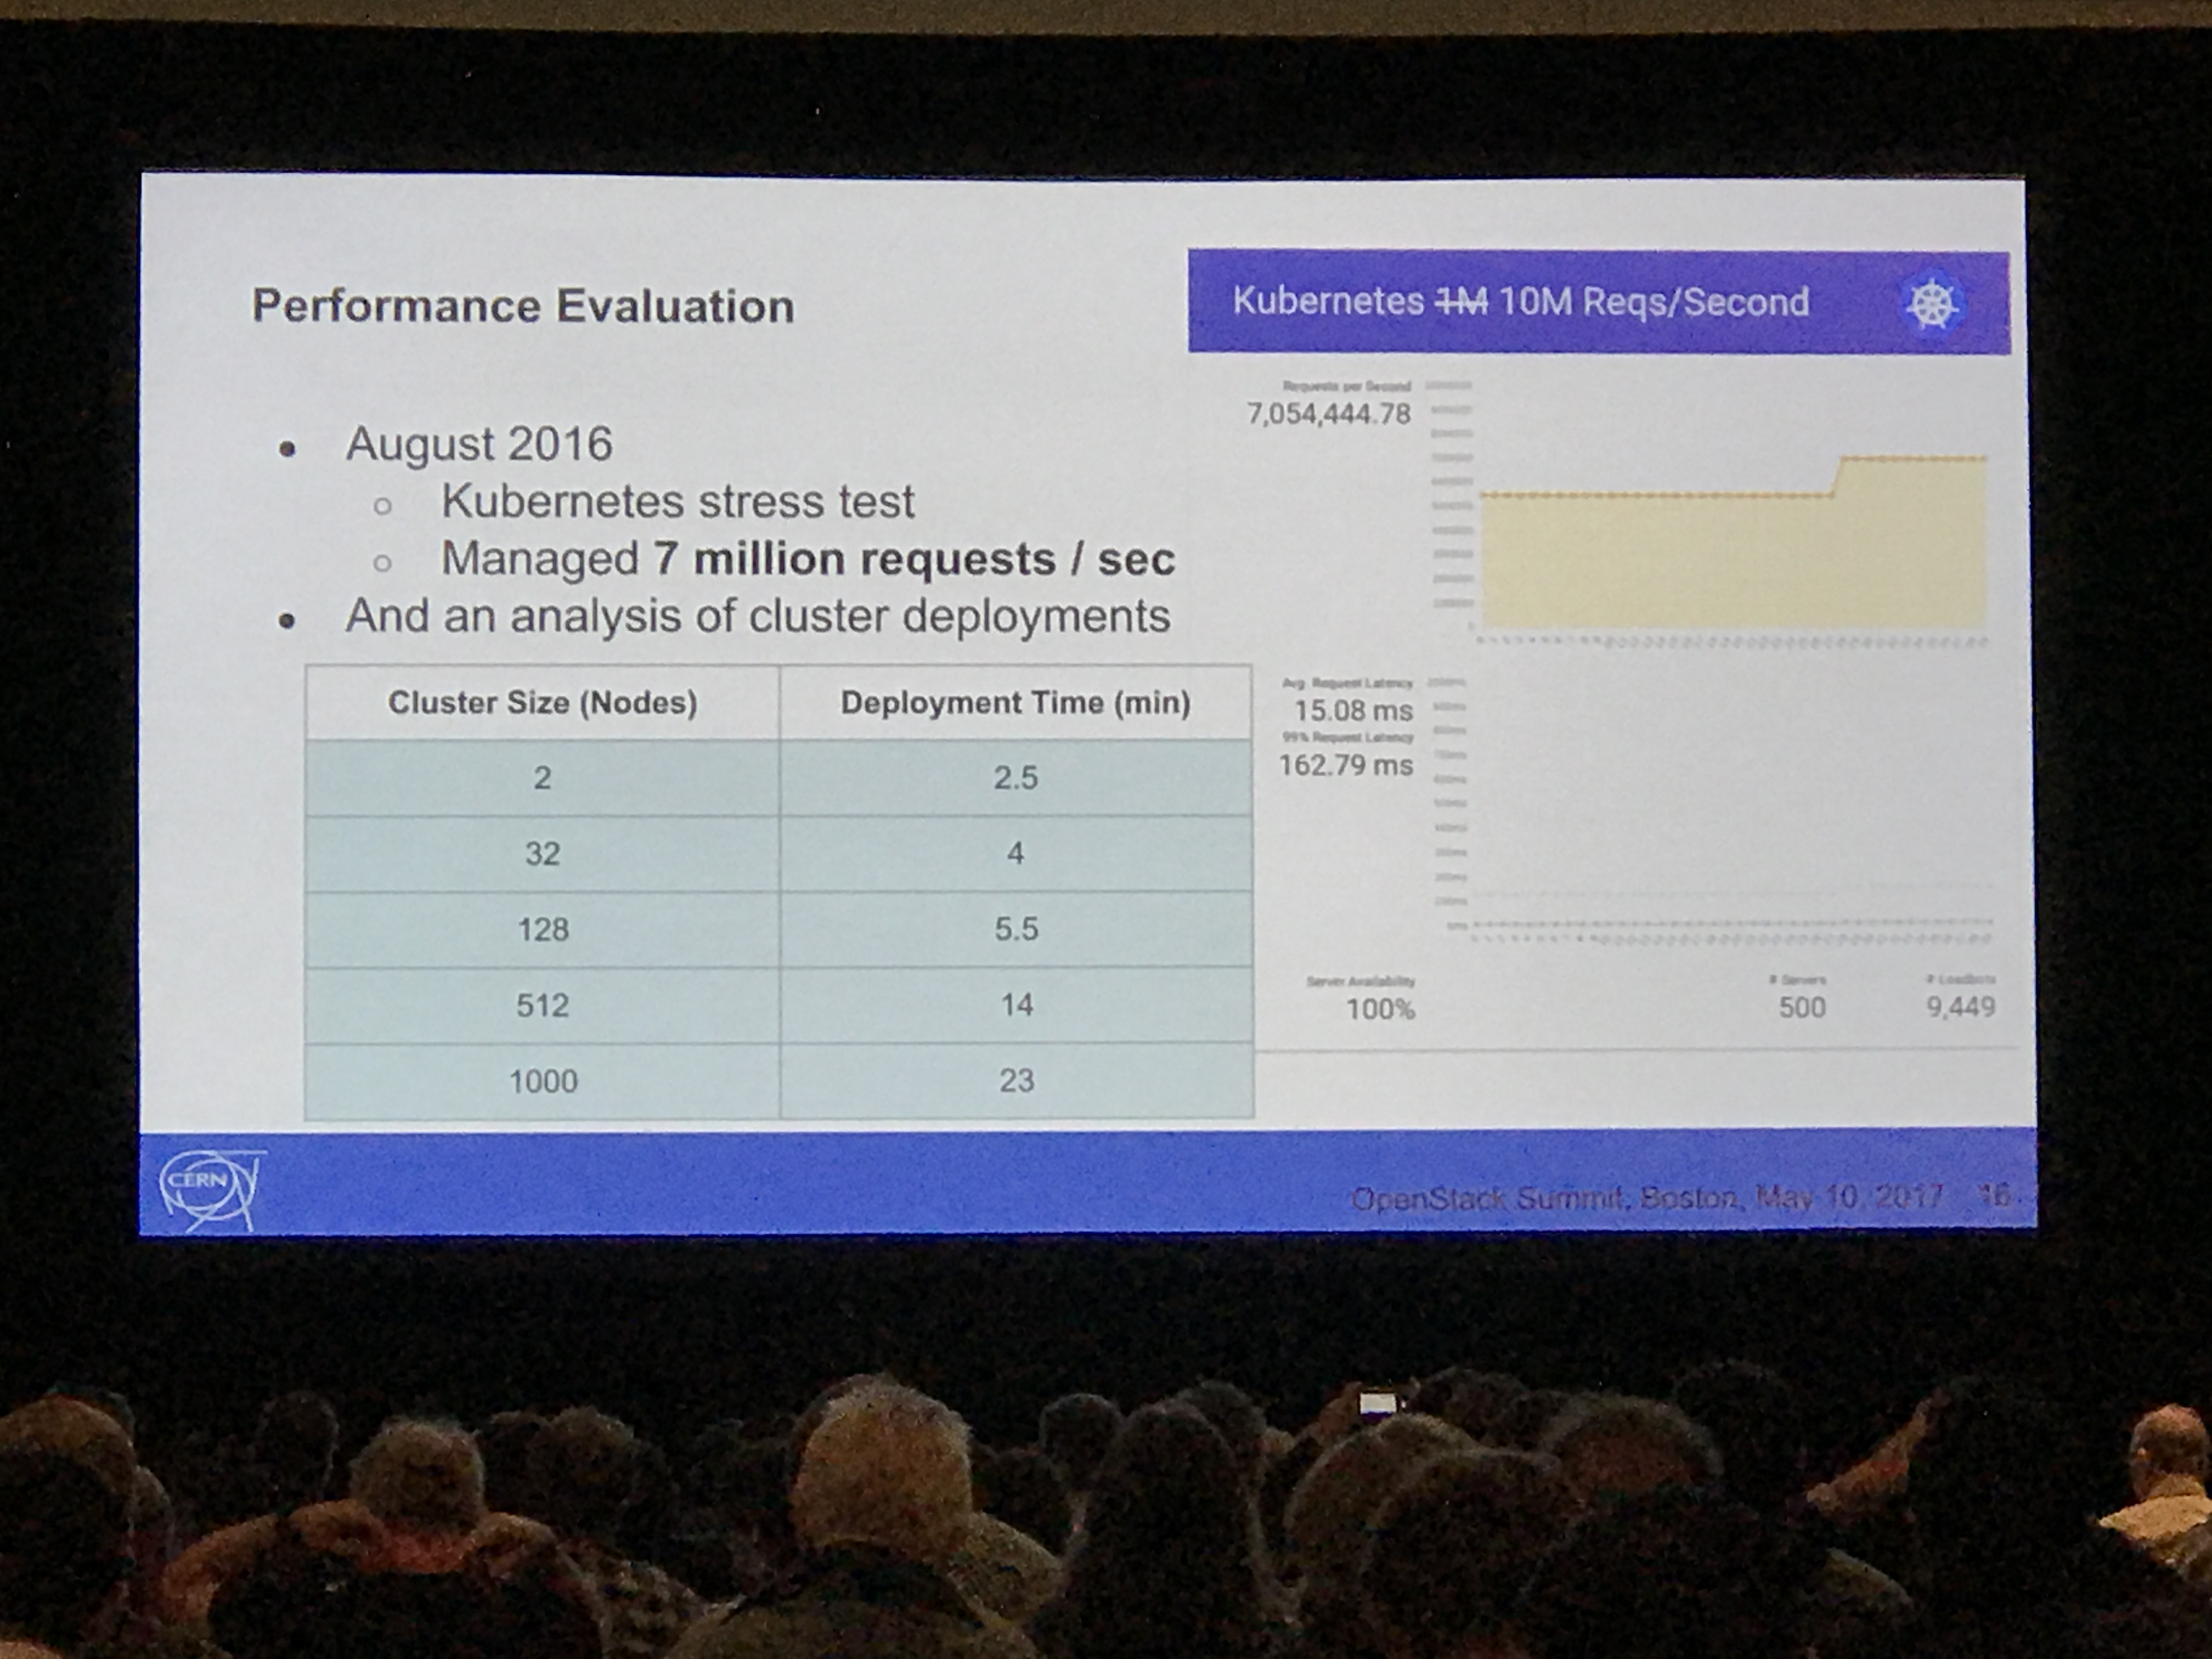 Performance Evaluation
● August 2016
○ Kubernetes stress test
○ Managed 7 million requests / sec
● And an analysis of cluster deployments
Cluster Size (Nodes) Deployment Time (min)
2 2.5
32 4
128 5.5
512 14
1000 23
Kubernetes 1M 10M Reqs/Second
Requests per Second
7,054,444.78
Avg. Request Latency
15.08 ms
99% Request Latency
162.79 ms
Server Availability
100%
# Servers
500
# Loadbots
9,449
CERN
OpenStack Summit, Boston, May 10, 2017 16